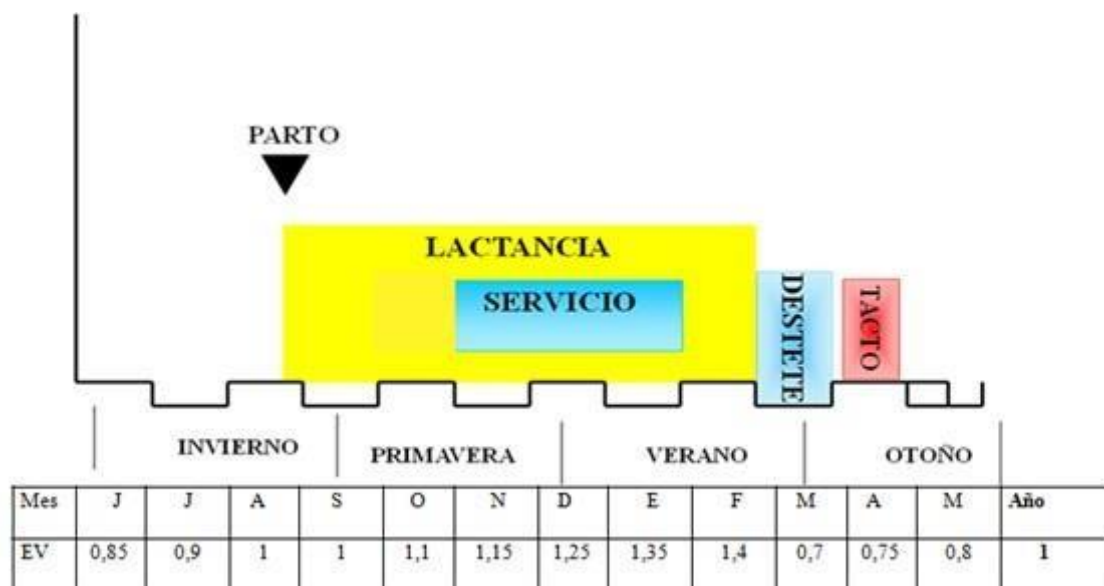 PARTO
LACTANCIA
SERVICIO
DESTETE
TACTO
INVIERNO
PRIMAVERA
VERANO
OTOÑO
Mes J J A S O N D E F M A M Año
EV 0,85 0,9 1 1 1,1 1,15 1,25 1,35 1,4 0,7 0,75 0,8 1